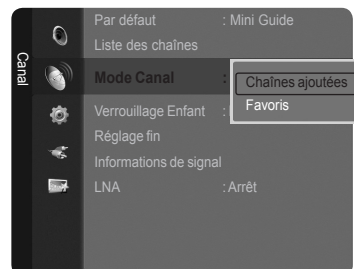 Canal
Par défaut : Mini Guide
Liste des chaînes
Mode Canal :
Chaînes ajoutées
Favoris
Verrouillage Enfant :
Réglage fin
Informations de signal
LNA : Arrêt